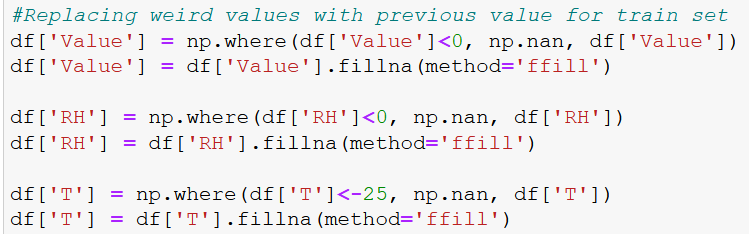 #Replacing weird values with previous value for train set
df['Value'] = np.where(df['Value']<0, np.nan, df['Value'])
df['Value'] = df['Value'].fillna(method='ffill')
df['RH'] = np.where(df['RH']<0, np.nan, df['RH'])
df['RH'] = df['RH'].fillna(method='ffill')
df['T'] = np.where(df['T']<-25, np.nan, df['T'])
df['T'] = df['T'].fillna(method='ffill')